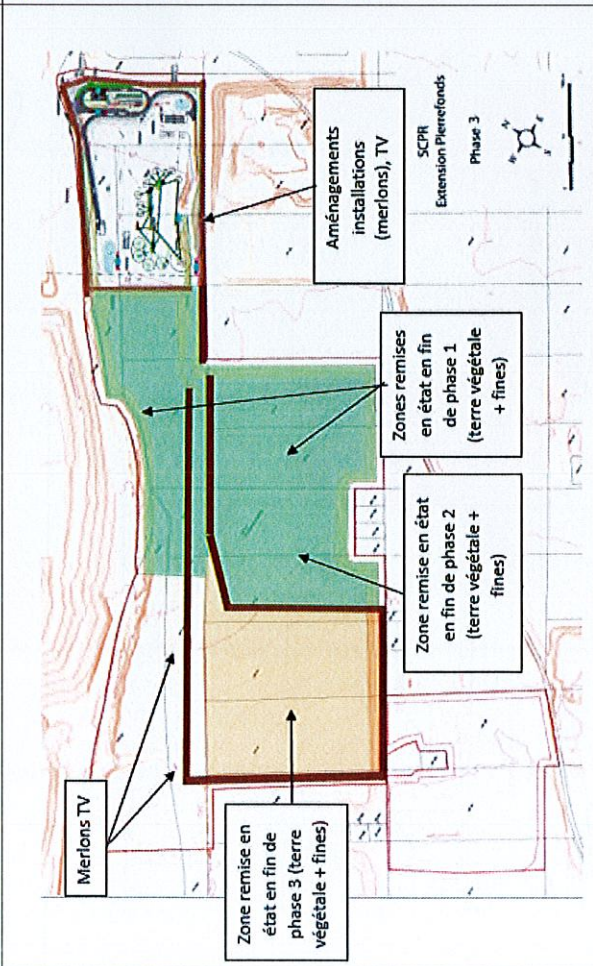 Merlons TV
Zone remise en
état en fin de
phase 3 (terre
végétale + fines)
Zone remise en état
en fin de phase 2
(terre végétale +
fines)
Zones remises
en état en fin
de phase 1
(terre végétale
+ fines)
Aménagements
installations
(merlons), TV
SCPR
Extension Pierrefonds
Phase 3
N
E
S
W